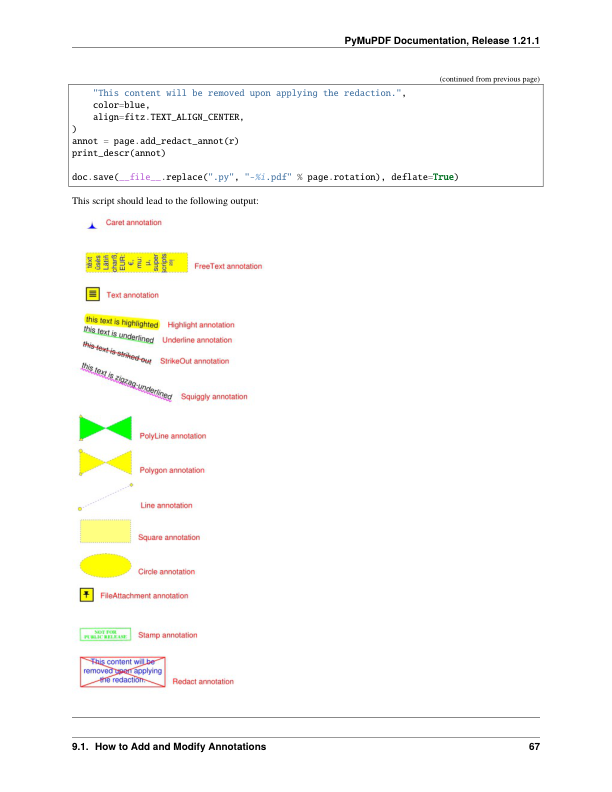 PyMuPDF Documentation, Release 1.21.1
(continued from previous page)
"This content will be removed upon applying the redaction.",
color=blue,
align=fitz.TEXT_ALIGN_CENTER,
)
annot = page.add_redact_annot(r)
print_descr(annot)
doc.save(__file__.replace(".py", "-%i.pdf" % page.rotation), deflate=True)
This script should lead to the following output:
Caret annotation
têxt
üsès
Lätiñ
charß,
EUR:
€,
mu:
µ,
super
scripts:
²³!
FreeText annotation
Text annotation
this text is highlighted
Highlight annotation
this text is underlined
Underline annotation
this text is striked out
StrikeOut annotation
this text is zigzag-underlined
Squiggly annotation
PolyLine annotation
Polygon annotation
Line annotation
Square annotation
Circle annotation
FileAttachment annotation
NOT FOR
PUBLIC RELEASE
Stamp annotation
This content will be
removed upon applying
the redaction.
Redact annotation
9.1. How to Add and Modify Annotations
67